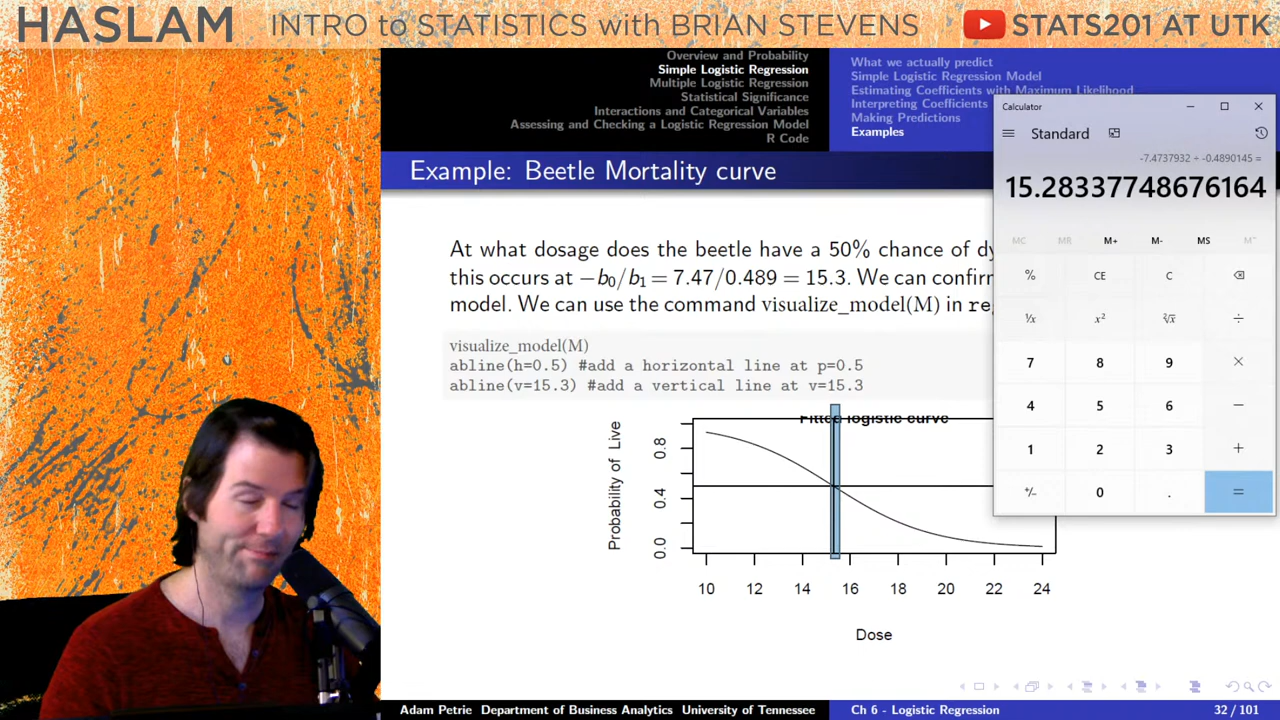 HASLAM INTRO to STATISTICS with BRIAN STEVENS STATS201 AT UTK
Overview and Probability
Simple Logistic Regression
Multiple Logistic Regression
Statistical Significance
Interactions and Categorical Variables
Assessing and Checking a Logistic Regression Model
R Code
What we actually predict
Simple Logistic Regression Model
Estimating Coefficients with Maximum Likelihood
Interpreting Coefficients
Making Predictions
Examples
Example: Beetle Mortality curve
At what dosage does the beetle have a 50% chance of
this occurs at −b₀/b₁ = 7.47/0.489 = 15.3. We can
model. We can use the command visualize_model(M) in
visualize_model(M)
abline(h=0.5) #add a horizontal line at p=0.5
abline(v=15.3) #add a vertical line at v=15.3
Fitted logistic curve
Probability of Live
0.8
0.4
0.0
10 12 14 16 18 20 22 24
Dose
Calculator
Standard
-7.4737932 ÷ -0.4890145 =
15.28337748676164
MC MR M+ M- MS M˅
% CE C
⅟x x² ²√x ÷
7 8 9 ×
4 5 6 −
1 2 3 +
+/− 0 . =
Adam Petrie Department of Business Analytics University of Tennessee Ch 6 - Logistic Regression 32 / 101